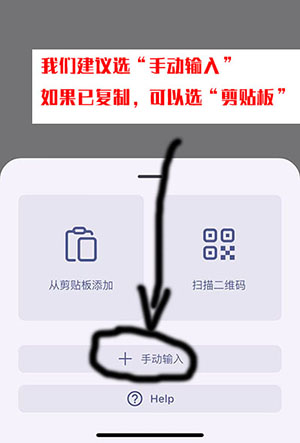 我们建议选“手动输入”
如果已复制，可以选“剪贴板”
从剪贴板添加
扫描二维码
手动输入
Help